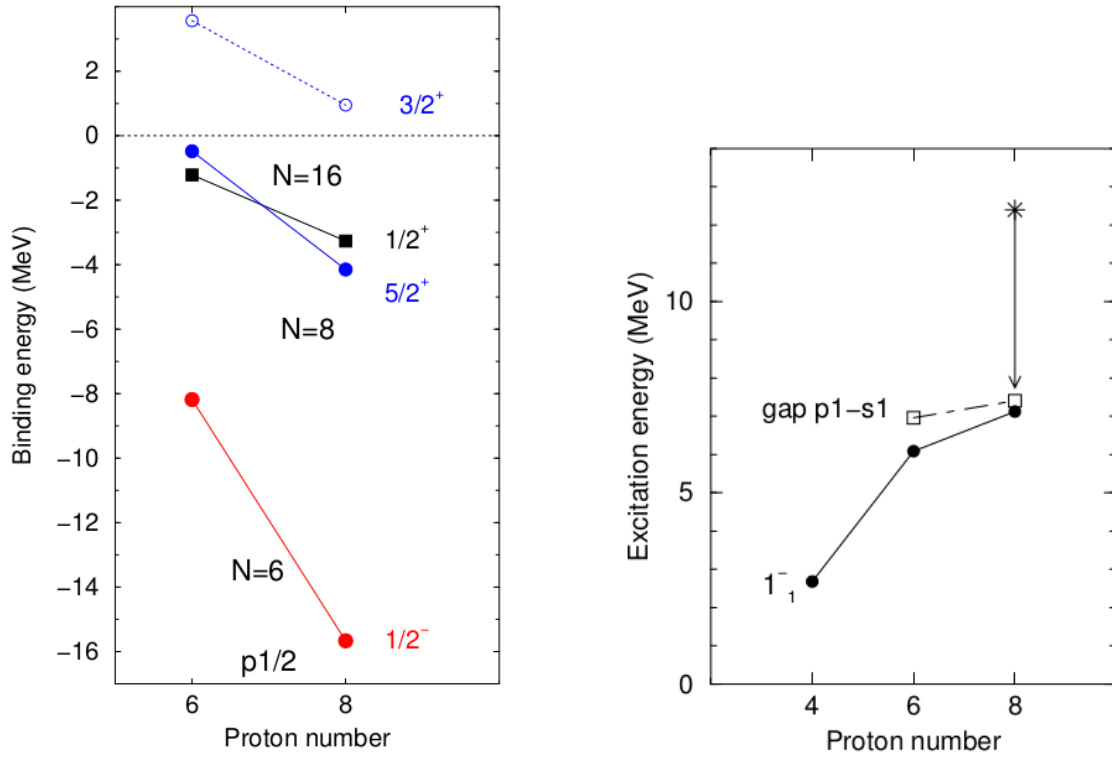 2
0
−2
−4
−6
−8
−10
−12
−14
−16
Binding energy (MeV)
3/2⁺
N=16
1/2⁺
5/2⁺
N=8
N=6
1/2⁻
p1/2
6 8
Proton number
10
5
0
Excitation energy (MeV)
gap p1−s1
1⁻₁
4 6 8
Proton number